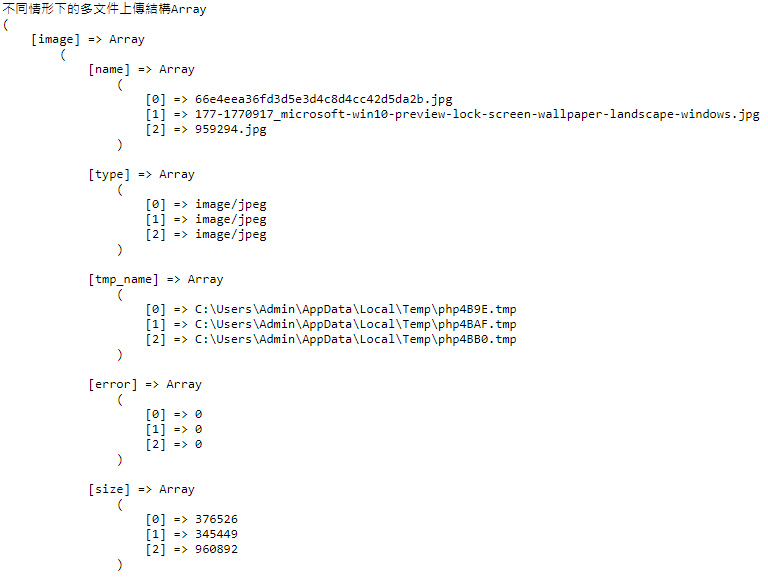 不同情形下的多文件上傳結構Array
(
    [image] => Array
        (
            [name] => Array
                (
                    [0] => 66e4eea36fd3d5e3d4c8d4cc42d5da2b.jpg
                    [1] => 177-1770917_microsoft-win10-preview-lock-screen-wallpaper-landscape-windows.jpg
                    [2] => 959294.jpg
                )
            [type] => Array
                (
                    [0] => image/jpeg
                    [1] => image/jpeg
                    [2] => image/jpeg
                )
            [tmp_name] => Array
                (
                    [0] => C:\Users\Admin\AppData\Local\Temp\php4B9E.tmp
                    [1] => C:\Users\Admin\AppData\Local\Temp\php4BAF.tmp
                    [2] => C:\Users\Admin\AppData\Local\Temp\php4BB0.tmp
                )
            [error] => Array
                (
                    [0] => 0
                    [1] => 0
                    [2] => 0
                )
            [size] => Array
                (
                    [0] => 376526
                    [1] => 345449
                    [2] => 960892
                )